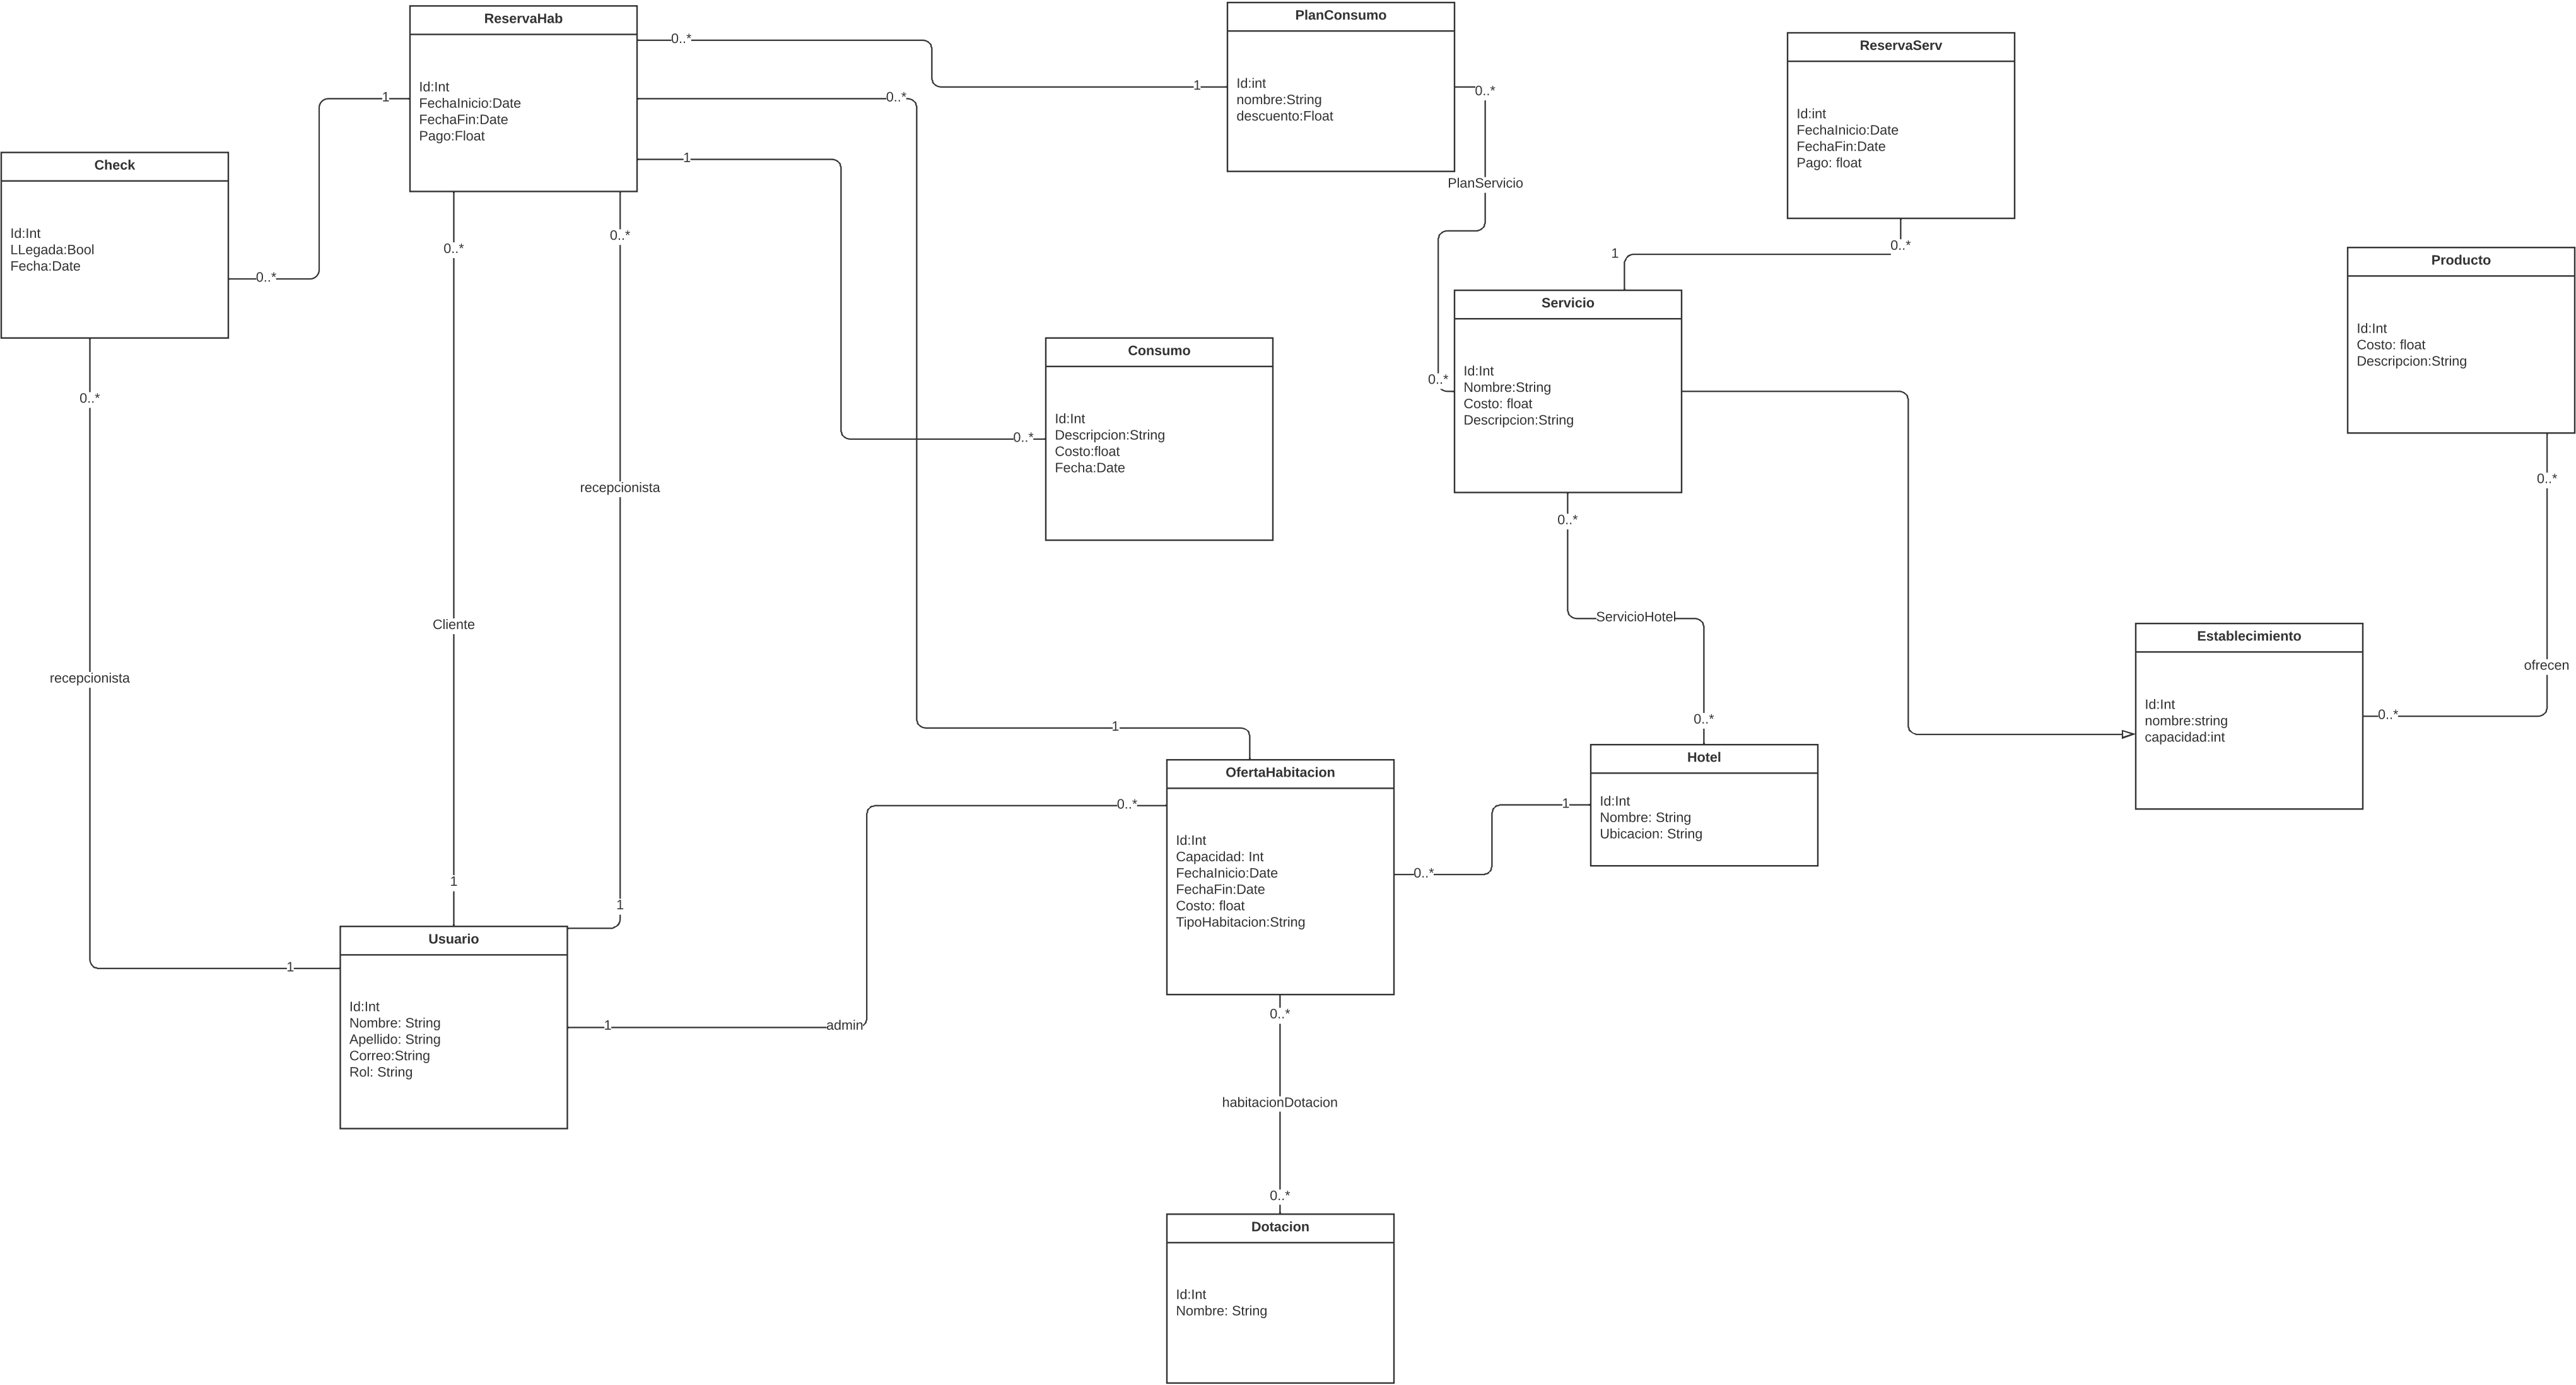 ReservaHab
Id:Int
FechaInicio:Date
FechaFin:Date
Pago:Float
PlanConsumo
Id:int
nombre:String
descuento:Float
ReservaServ
Id:int
FechaInicio:Date
FechaFin:Date
Pago: float
0..*
1
0..*
1
0..*
1
1
0..*
PlanServicio
0..*
Check
Id:Int
LLegada:Bool
Fecha:Date
0..*
0..*
0..*
0..*
1
0..*
Producto
Id:Int
Costo: float
Descripcion:String
Servicio
Id:Int
Nombre:String
Costo: float
Descripcion:String
Consumo
Id:Int
Descripcion:String
Costo:float
Fecha:Date
0..*
0..*
recepcionista
0..*
0..*
Cliente
recepcionista
ServicioHotel
ofrecen
Establecimiento
Id:Int
nombre:string
capacidad:int
0..*
0..*
1
Hotel
Id:Int
Nombre: String
Ubicacion: String
OfertaHabitacion
Id:Int
Capacidad: Int
FechaInicio:Date
FechaFin:Date
Costo: float
TipoHabitacion:String
0..*
1
0..*
1
1
1
Usuario
Id:Int
Nombre: String
Apellido: String
Correo:String
Rol: String
1
admin
0..*
habitacionDotacion
0..*
Dotacion
Id:Int
Nombre: String